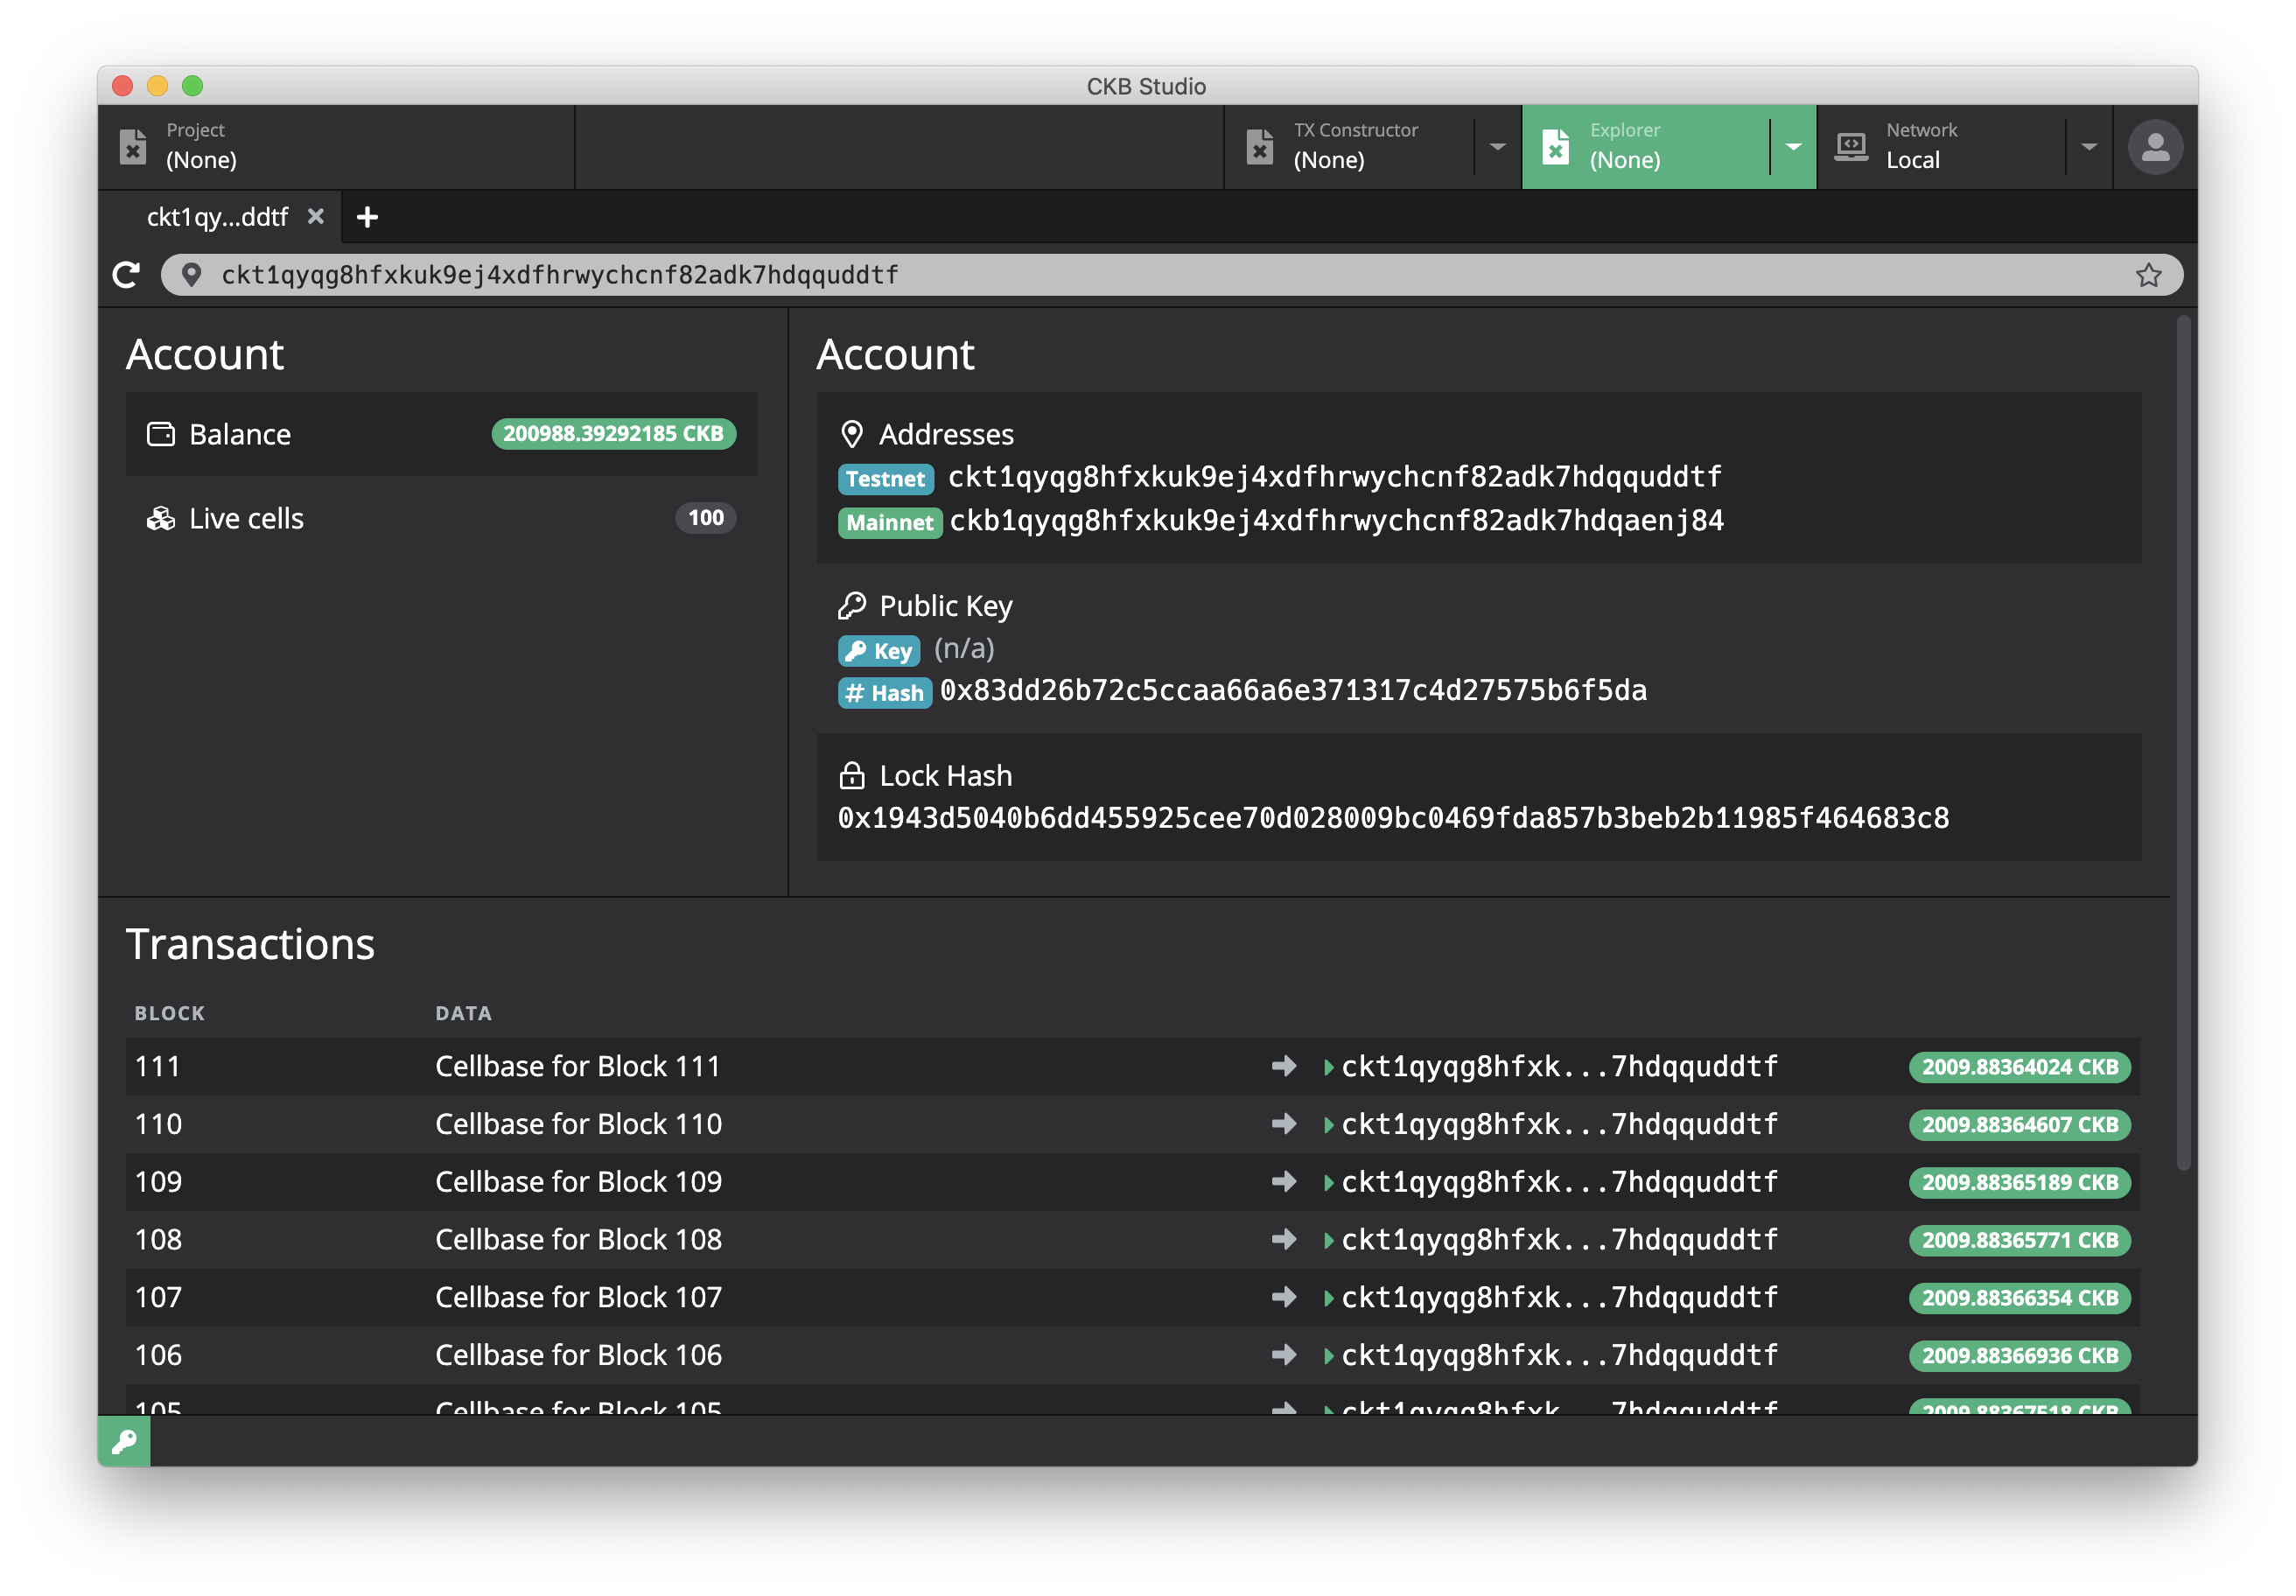 CKB Studio
Project
(None)
TX Constructor
(None)
Explorer
(None)
Network
Local
ckt1qy...ddtf
ckt1qyqg8hfxkuk9ej4xdfhrwychcnf82adk7hdqquddtf
Account
Balance 200988.39292185 CKB
Live cells 100
Account
Addresses
Testnet ckt1qyqg8hfxkuk9ej4xdfhrwychcnf82adk7hdqquddtf
Mainnet ckb1qyqg8hfxkuk9ej4xdfhrwychcnf82adk7hdqaenj84
Public Key
Key (n/a)
# Hash 0x83dd26b72c5ccaa66a6e371317c4d27575b6f5da
Lock Hash
0x1943d5040b6dd455925cee70d028009bc0469fda857b3beb2b11985f464683c8
Transactions
BLOCK DATA
111 Cellbase for Block 111 ckt1qyqg8hfxk...7hdqquddtf 2009.88364024 CKB
110 Cellbase for Block 110 ckt1qyqg8hfxk...7hdqquddtf 2009.88364607 CKB
109 Cellbase for Block 109 ckt1qyqg8hfxk...7hdqquddtf 2009.88365189 CKB
108 Cellbase for Block 108 ckt1qyqg8hfxk...7hdqquddtf 2009.88365771 CKB
107 Cellbase for Block 107 ckt1qyqg8hfxk...7hdqquddtf 2009.88366354 CKB
106 Cellbase for Block 106 ckt1qyqg8hfxk...7hdqquddtf 2009.88366936 CKB
105 Cellbase for Block 105 ckt1qyqg8hfxk...7hdqquddtf 2009.88367518 CKB